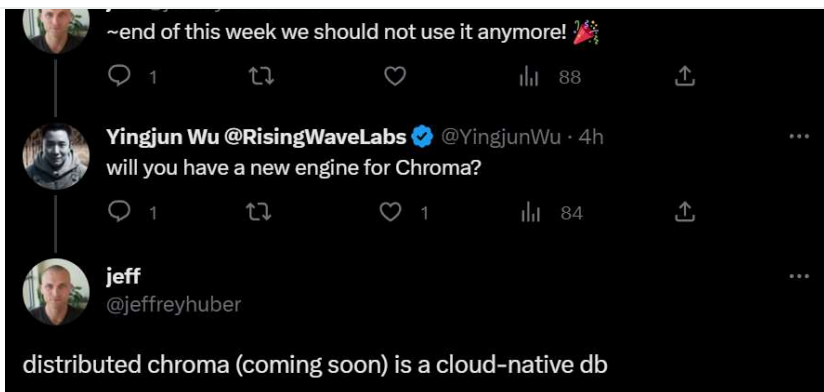 ~end of this week we should not use it anymore! 🎉
1 88
Yingjun Wu @RisingWaveLabs @YingjunWu · 4h
will you have a new engine for Chroma?
1 1 84
jeff
@jeffreyhuber
distributed chroma (coming soon) is a cloud-native db